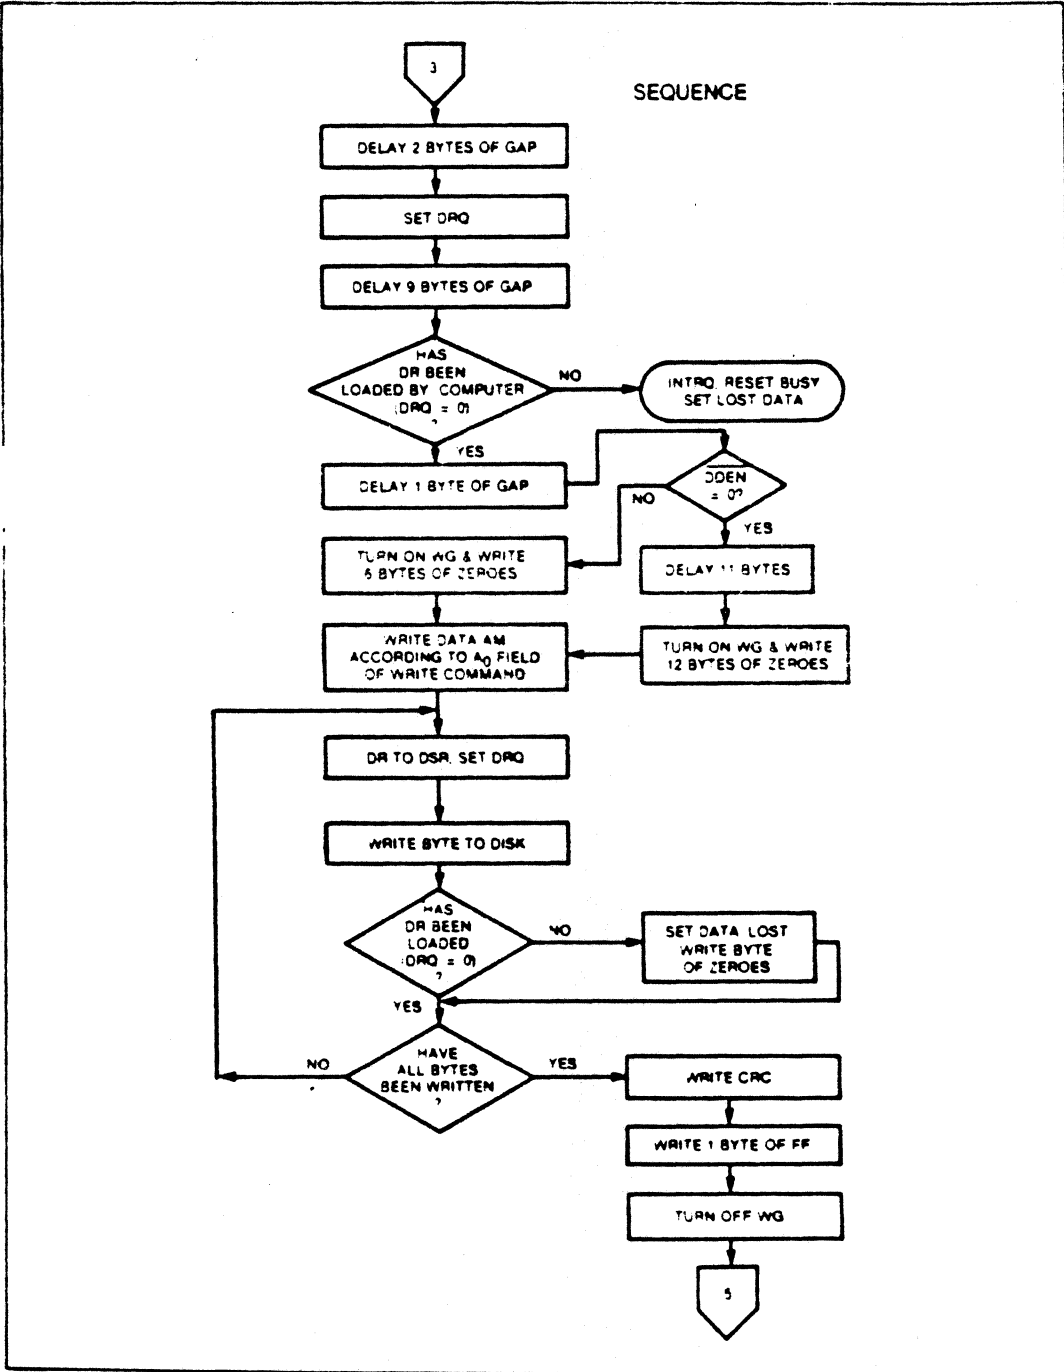 3
SEQUENCE
DELAY 2 BYTES OF GAP
SET DRQ
DELAY 9 BYTES OF GAP
HAS
DR BEEN
LOADED BY COMPUTER
(DRQ = 0)
?
NO
INTRQ, RESET BUSY
SET LOST DATA
YES
DELAY 1 BYTE OF GAP
DDEN
= 0?
NO
YES
TURN ON WG & WRITE
6 BYTES OF ZEROES
DELAY 11 BYTES
WRITE DATA AM
ACCORDING TO A0 FIELD
OF WRITE COMMAND
TURN ON WG & WRITE
12 BYTES OF ZEROES
DR TO DSR, SET DRQ
WRITE BYTE TO DISK
HAS
DR BEEN
LOADED
(DRQ = 0)
?
NO
SET DATA LOST
WRITE BYTE
OF ZEROES
YES
HAVE
ALL BYTES
BEEN WRITTEN
?
NO
YES
WRITE CRC
WRITE 1 BYTE OF FF
TURN OFF WG
5